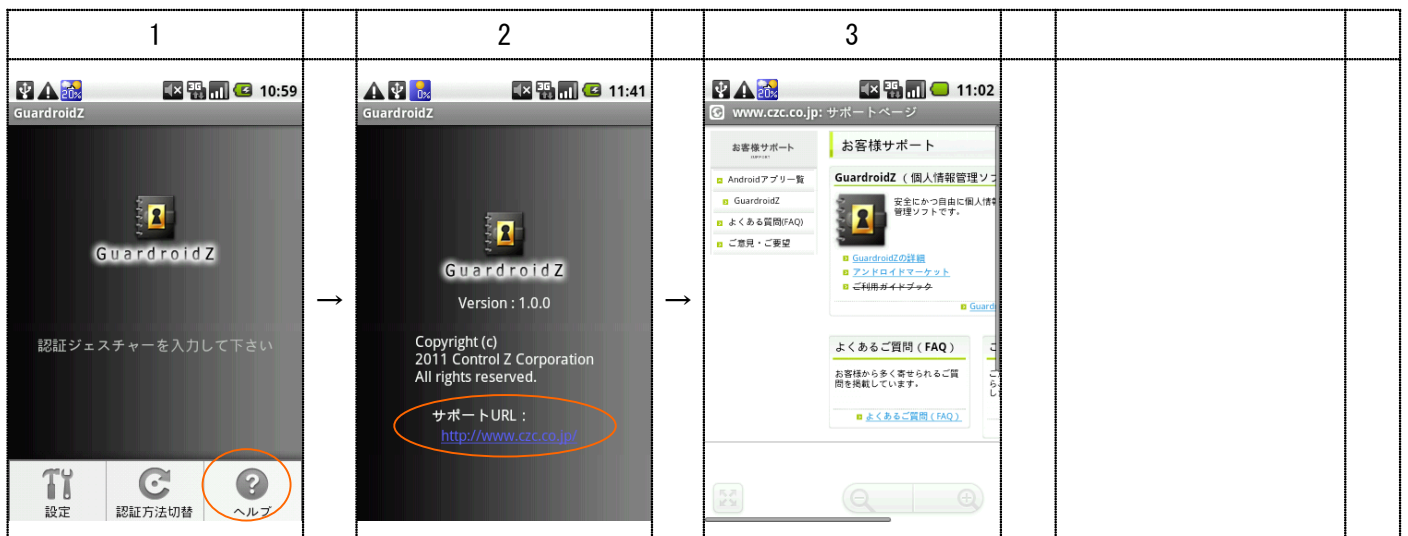 1
2
3
20%
3G
10:59
GuardroidZ
GuardroidZ
認証ジェスチャーを入力して下さい
設定
認証方法切替
ヘルプ
→
0%
3G
11:41
GuardroidZ
GuardroidZ
Version : 1.0.0
Copyright (c)
2011 Control Z Corporation
All rights reserved.
サポートURL：
http://www.czc.co.jp/
→
20%
3G
11:02
www.czc.co.jp: サポートページ
お客様サポート
SUPPORT
Androidアプリ一覧
GuardroidZ
よくある質問(FAQ)
ご意見・ご要望
お客様サポート
GuardroidZ（個人情報管理ソフ
安全にかつ自由に個人情報
管理ソフトです。
GuardroidZの詳細
アンドロイドマーケット
ご利用ガイドブック
Guard
よくあるご質問（FAQ）
お客様から多く寄せられるご質
問を掲載しています。
よくあるご質問（FAQ）